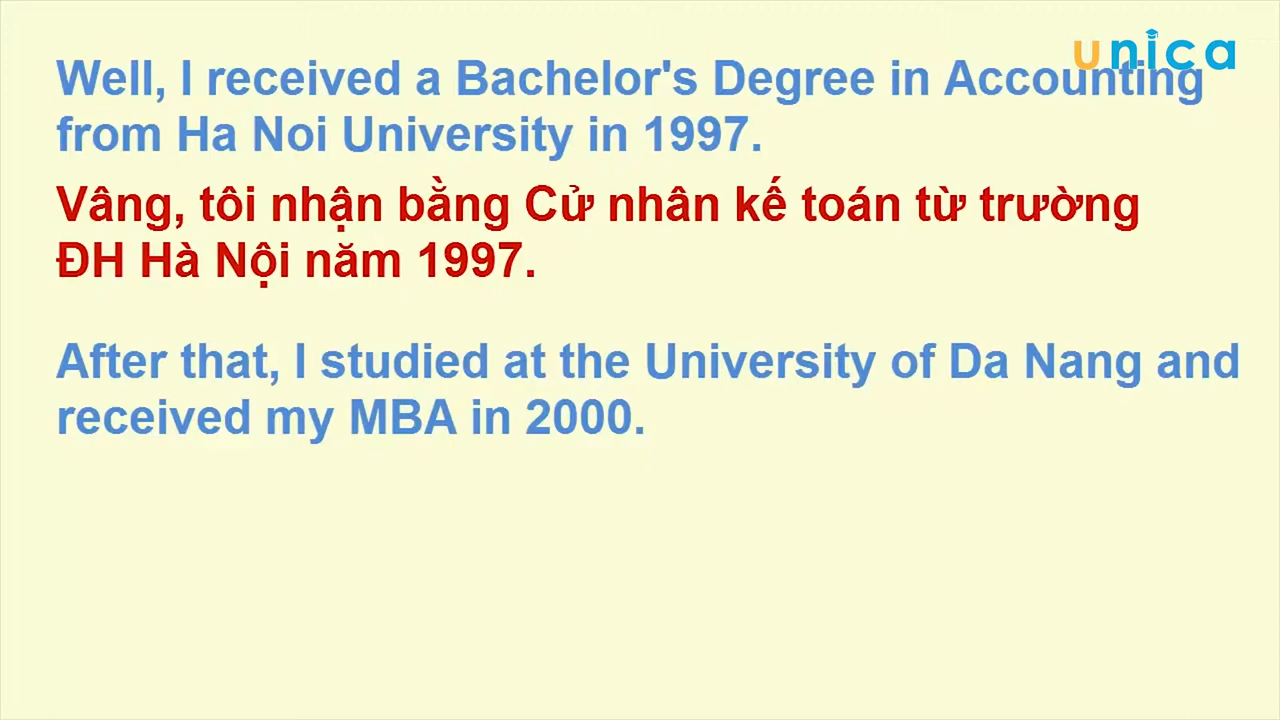 unica
Well, I received a Bachelor's Degree in Accounting
from Ha Noi University in 1997.
Vâng, tôi nhận bằng Cử nhân kế toán từ trường
ĐH Hà Nội năm 1997.
After that, I studied at the University of Da Nang and
received my MBA in 2000.